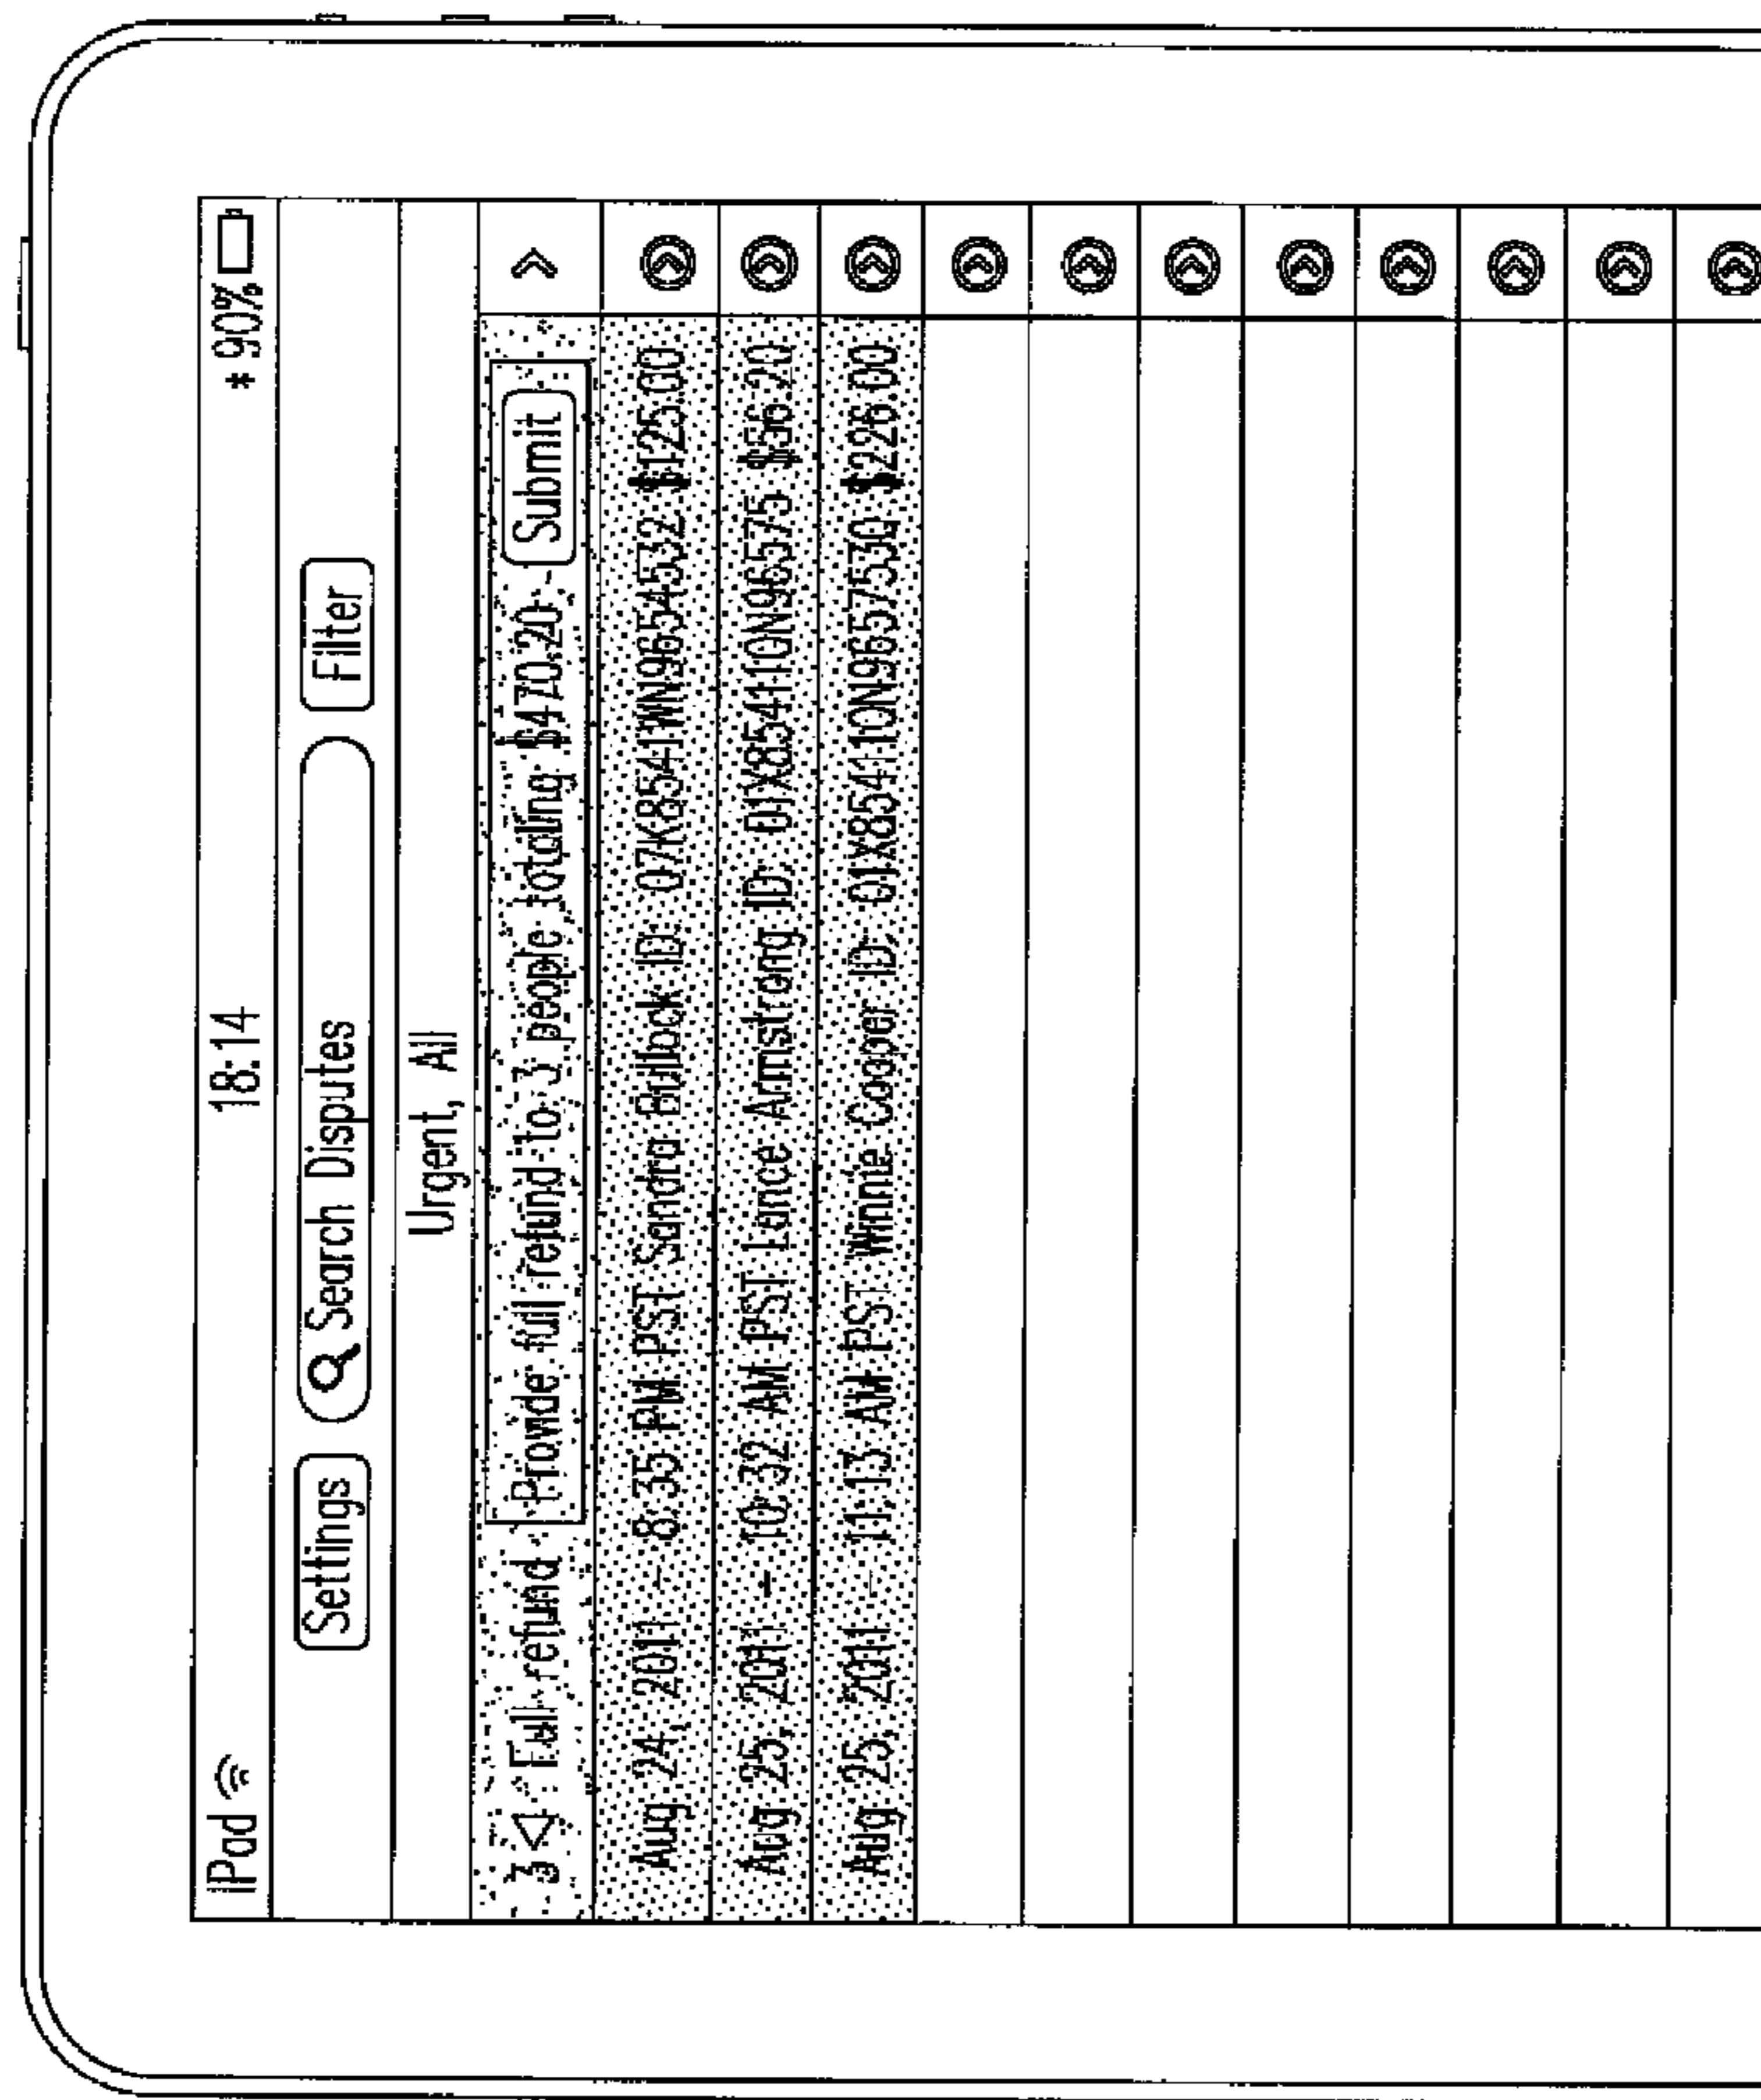 iPad 18:14 * 90%
Settings Search Disputes Filter
Urgent, All
3 Full refund Provide full refund to 3 people totaling $470.20 Submit
Aug 24, 2011 - 8:35 PM PST Sandra Bullock ID: 07K8541WN9654532 $125.00
Aug 25, 2011 - 10:32 AM PST Lance Armstrong ID: 01X854110N96575 $56.20
Aug 25, 2011 - 11:13 AM PST Winnie Cooper ID: 01X85410N9657530 $226.00